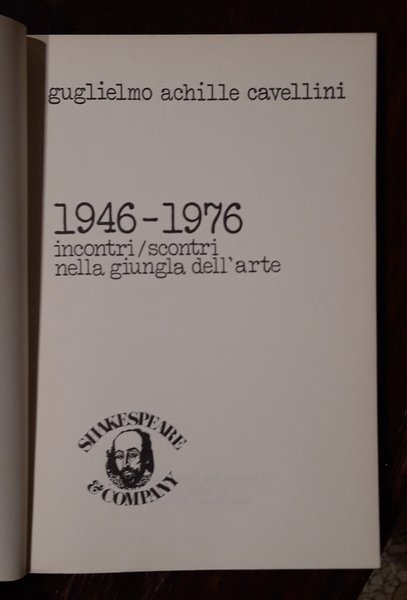 guglielmo achille cavellini
1946-1976
incontri/scontri
nella giungla dell'arte
SHAKESPEARE
& COMPANY